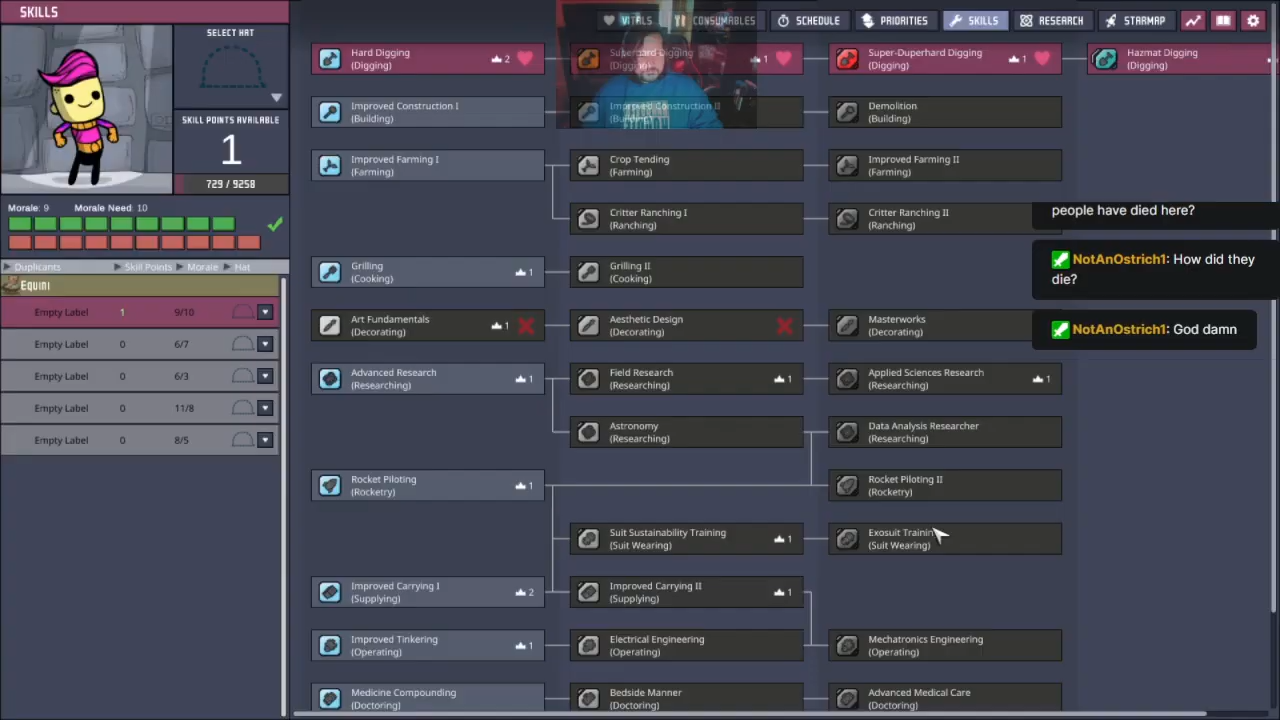 SKILLS
VITALS
CONSUMABLES
SCHEDULE
PRIORITIES
SKILLS
RESEARCH
STARMAP
SELECT HAT
SKILL POINTS AVAILABLE
1
729 / 9258
Morale: 9
Morale Need: 10
Duplicants
Skill Points
Morale
Hat
Equini
Empty Label 1 9/10
Empty Label 0 6/7
Empty Label 0 6/3
Empty Label 0 11/8
Empty Label 0 8/5
Hard Digging
(Digging)
2
Superhard Digging
(Digging)
1
Super-Duperhard Digging
(Digging)
1
Hazmat Digging
(Digging)
Improved Construction I
(Building)
Improved Construction II
(Building)
Demolition
(Building)
Improved Farming I
(Farming)
Crop Tending
(Farming)
Improved Farming II
(Farming)
Critter Ranching I
(Ranching)
Critter Ranching II
(Ranching)
Grilling
(Cooking)
1
Grilling II
(Cooking)
Art Fundamentals
(Decorating)
1
Aesthetic Design
(Decorating)
Masterworks
(Decorating)
Advanced Research
(Researching)
1
Field Research
(Researching)
1
Applied Sciences Research
(Researching)
1
Astronomy
(Researching)
Data Analysis Researcher
(Researching)
Rocket Piloting
(Rocketry)
1
Rocket Piloting II
(Rocketry)
Suit Sustainability Training
(Suit Wearing)
1
Exosuit Training
(Suit Wearing)
Improved Carrying I
(Supplying)
2
Improved Carrying II
(Supplying)
1
Improved Tinkering
(Operating)
1
Electrical Engineering
(Operating)
Mechatronics Engineering
(Operating)
Medicine Compounding
(Doctoring)
Bedside Manner
(Doctoring)
Advanced Medical Care
(Doctoring)
people have died here?
NotAnOstrich1: How did they
die?
NotAnOstrich1: God damn